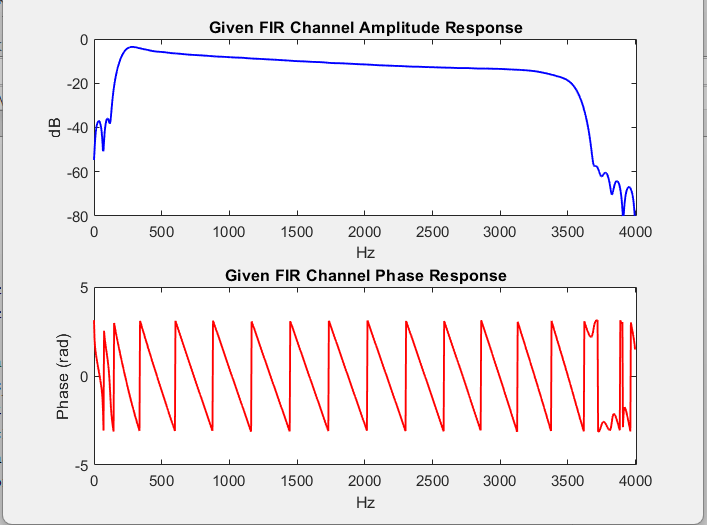 Given FIR Channel Amplitude Response
0
-20
-40
-60
-80
dB
0 500 1000 1500 2000 2500 3000 3500 4000
Hz
Given FIR Channel Phase Response
5
0
-5
Phase (rad)
0 500 1000 1500 2000 2500 3000 3500 4000
Hz